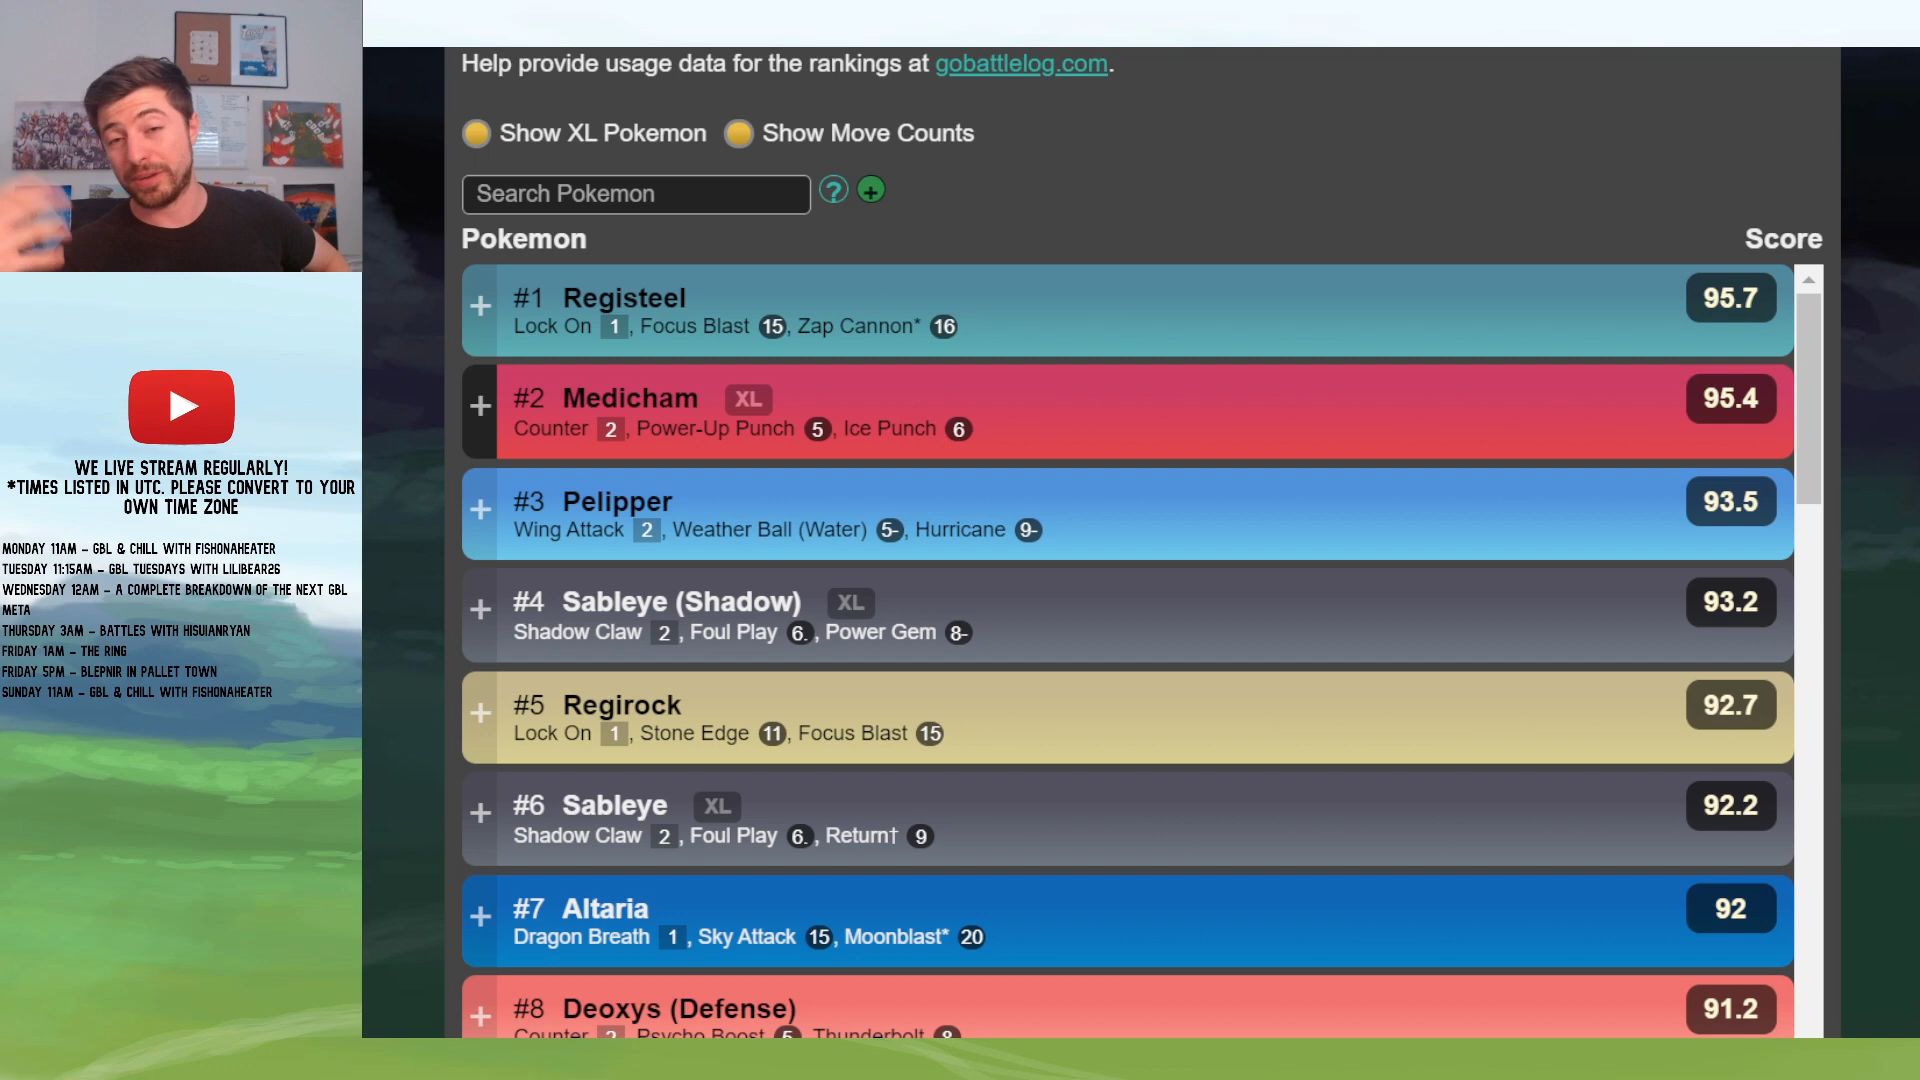 Help provide usage data for the rankings at gobattlelog.com.
Show XL Pokemon Show Move Counts
Search Pokemon ? +
Pokemon Score
+ #1 Registeel 95.7
Lock On 1, Focus Blast 15, Zap Cannon* 16
+ #2 Medicham XL 95.4
Counter 2, Power-Up Punch 5, Ice Punch 6
+ #3 Pelipper 93.5
Wing Attack 2, Weather Ball (Water) 5-, Hurricane 9-
+ #4 Sableye (Shadow) XL 93.2
Shadow Claw 2, Foul Play 6., Power Gem 8-
+ #5 Regirock 92.7
Lock On 1, Stone Edge 11, Focus Blast 15
+ #6 Sableye XL 92.2
Shadow Claw 2, Foul Play 6., Return† 9
+ #7 Altaria 92
Dragon Breath 1, Sky Attack 15, Moonblast* 20
+ #8 Deoxys (Defense) 91.2
Counter 2, Psycho Boost 5, Thunderbolt 8
WE LIVE STREAM REGULARLY!
*TIMES LISTED IN UTC. PLEASE CONVERT TO YOUR
OWN TIME ZONE
MONDAY 11AM – GBL & CHILL WITH FISHONAHEATER
TUESDAY 11:15AM – GBL TUESDAYS WITH LILIBEAR26
WEDNESDAY 12AM – A COMPLETE BREAKDOWN OF THE NEXT GBL
META
THURSDAY 3AM – BATTLES WITH HISUIANRYAN
FRIDAY 1AM – THE RING
FRIDAY 5PM – BLEPNIR IN PALLET TOWN
SUNDAY 11AM – GBL & CHILL WITH FISHONAHEATER